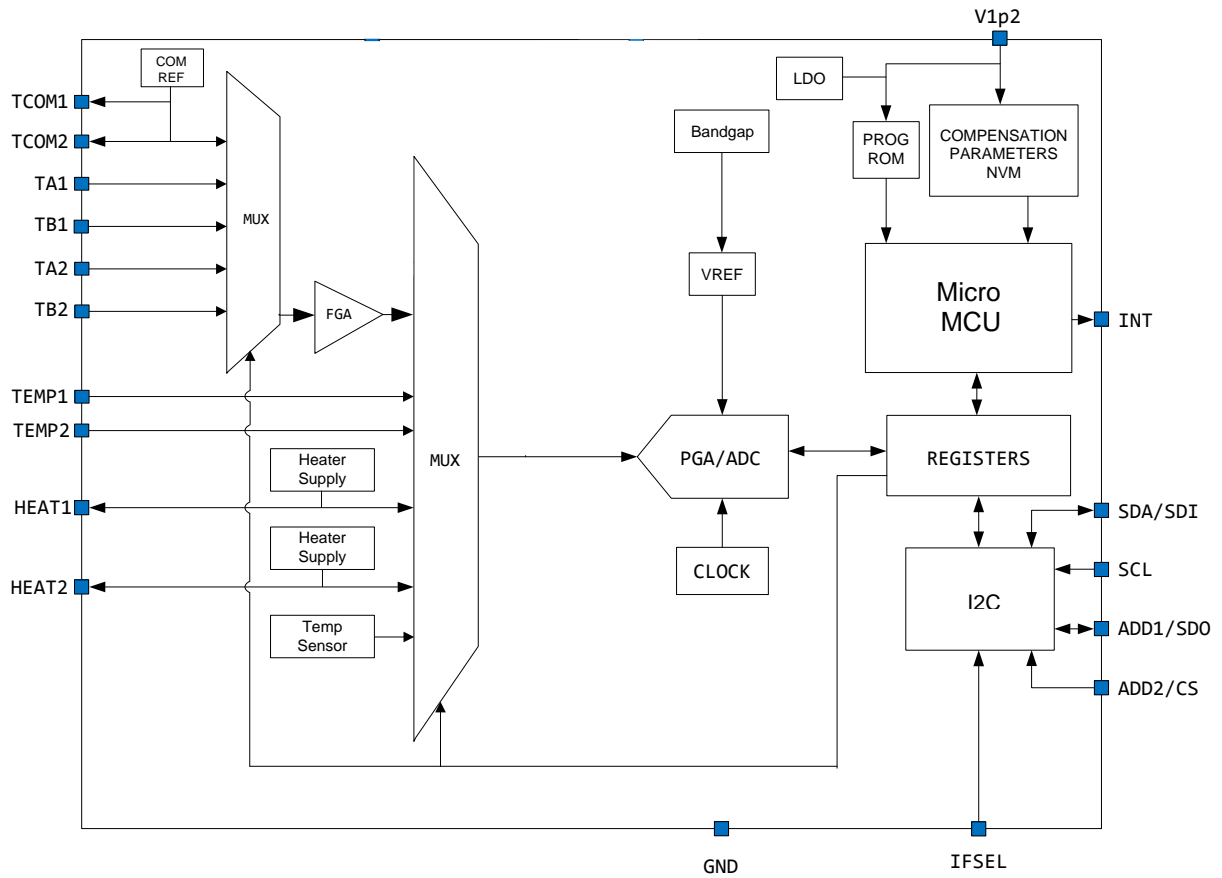 V1p2
COM
REF
TCOM1
TCOM2
TA1
TB1
TA2
TB2
MUX
FGA
TEMP1
TEMP2
HEAT1
HEAT2
Heater
Supply
Heater
Supply
Temp
Sensor
MUX
LDO
Bandgap
PROG
ROM
COMPENSATION
PARAMETERS
NVM
VREF
Micro
MCU
INT
PGA/ADC
REGISTERS
CLOCK
I2C
SDA/SDI
SCL
ADD1/SDO
ADD2/CS
GND
IFSEL